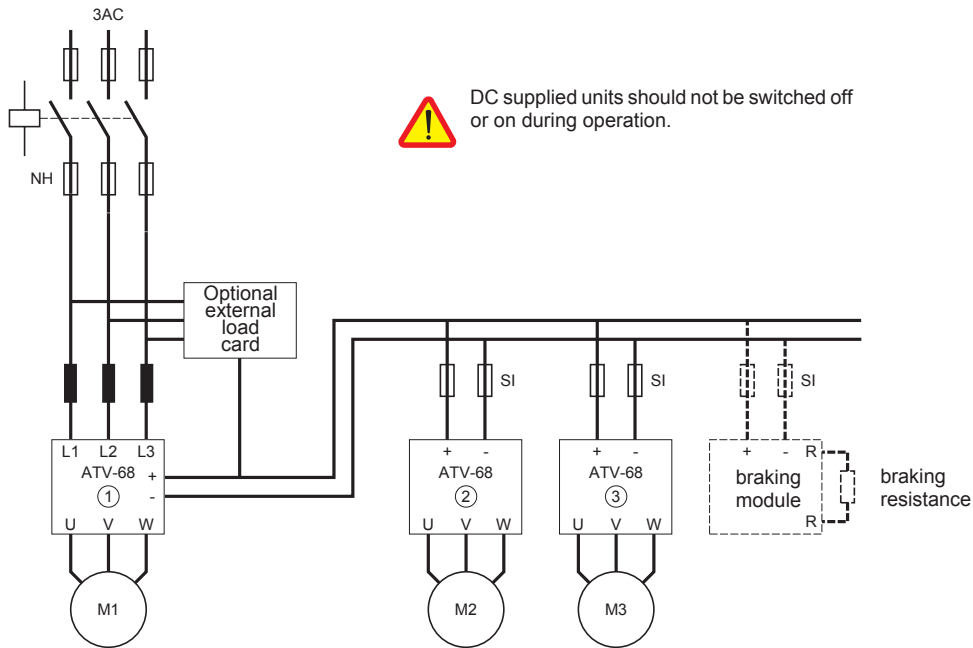 3AC
DC supplied units should not be switched off
or on during operation.
NH
Optional
external
load
card
SI
SI
SI
L1 L2 L3
ATV-68
+
1
-
U V W
+ -
ATV-68
2
U V W
+ -
ATV-68
3
U V W
+ - R
braking
module
R
braking
resistance
M1
M2
M3